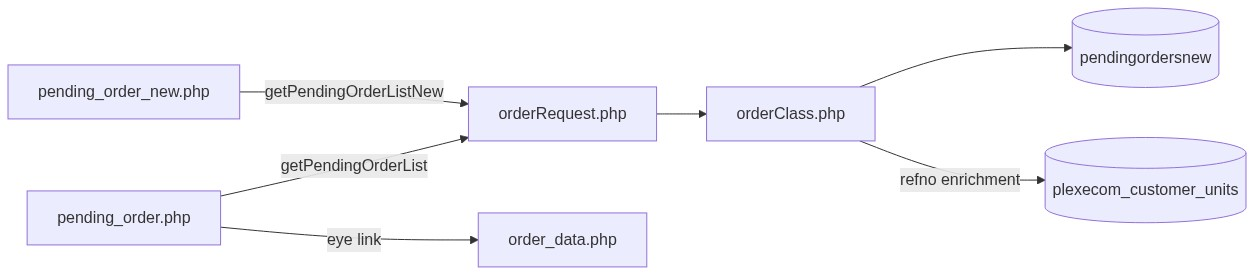 pending_order_new.php
getPendingOrderListNew
orderRequest.php
orderClass.php
pendingordersnew
getPendingOrderList
refno enrichment
plexecom_customer_units
pending_order.php
eye link
order_data.php